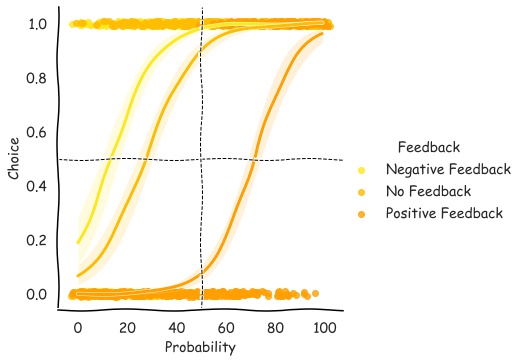 1.0
0.8
0.6
0.4
0.2
0.0
Choice
0 20 40 60 80 100
Probability
Feedback
Negative Feedback
No Feedback
Positive Feedback